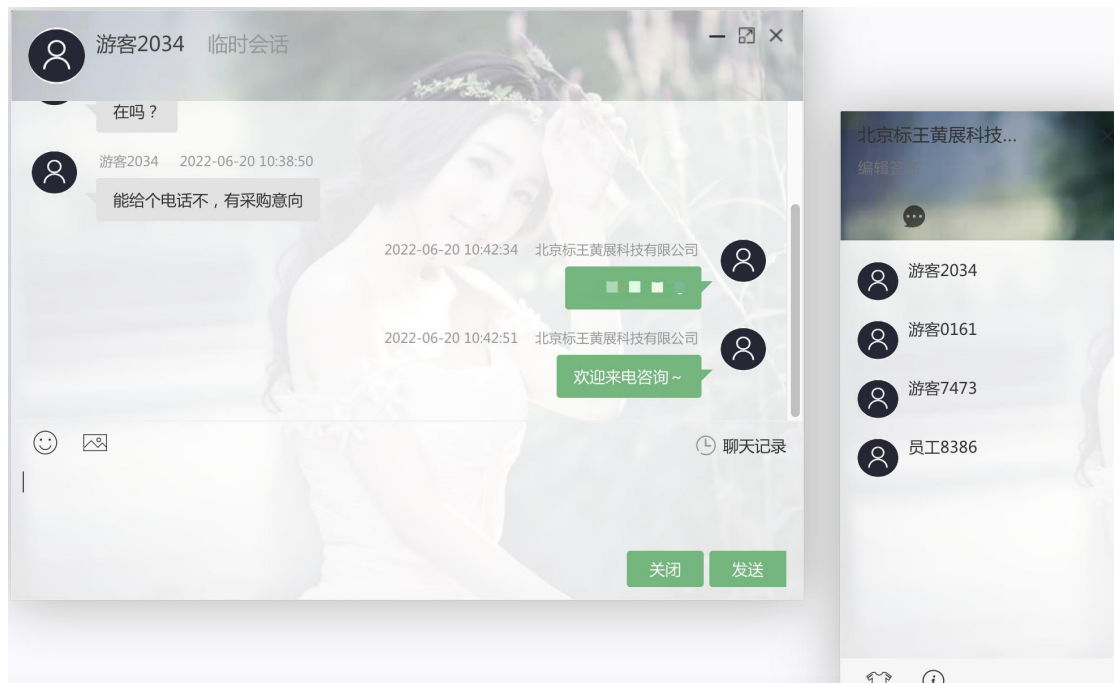 游客2034 临时会话
在吗？
游客2034 2022-06-20 10:38:50
能给个电话不，有采购意向
2022-06-20 10:42:34 北京标王黄展科技有限公司
2022-06-20 10:42:51 北京标王黄展科技有限公司
欢迎来电咨询～
聊天记录
关闭 发送
北京标王黄展科技...
游客2034
游客0161
游客7473
员工8386